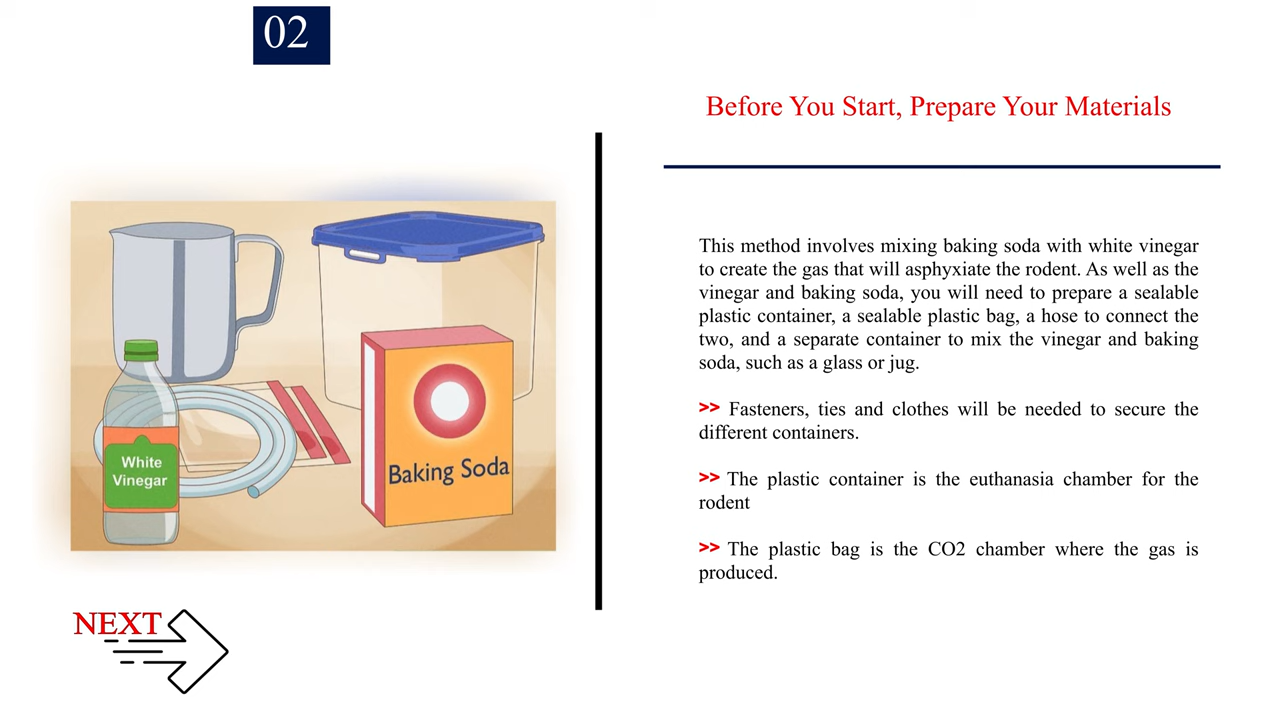 02
Before You Start, Prepare Your Materials
This method involves mixing baking soda with white vinegar
to create the gas that will asphyxiate the rodent. As well as the
vinegar and baking soda, you will need to prepare a sealable
plastic container, a sealable plastic bag, a hose to connect the
two, and a separate container to mix the vinegar and baking
soda, such as a glass or jug.
>> Fasteners, ties and clothes will be needed to secure the
different containers.
>> The plastic container is the euthanasia chamber for the
rodent
>> The plastic bag is the CO2 chamber where the gas is
produced.
White
Vinegar
Baking Soda
NEXT